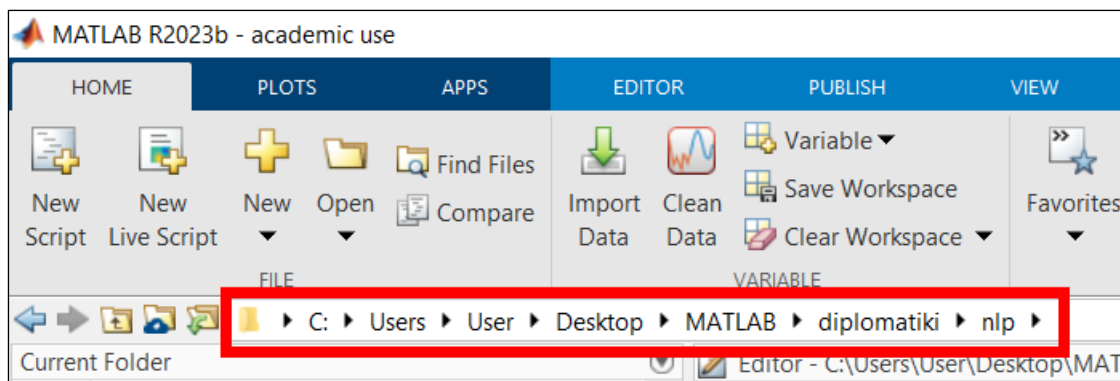 MATLAB R2023b - academic use
HOME PLOTS APPS EDITOR PUBLISH VIEW
New Script New Live Script New Open Find Files Compare Import Data Clean Data Variable Save Workspace Clear Workspace Favorites
FILE VARIABLE
C: Users User Desktop MATLAB diplomatiki nlp
Current Folder Editor - C:\Users\User\Desktop\MAT